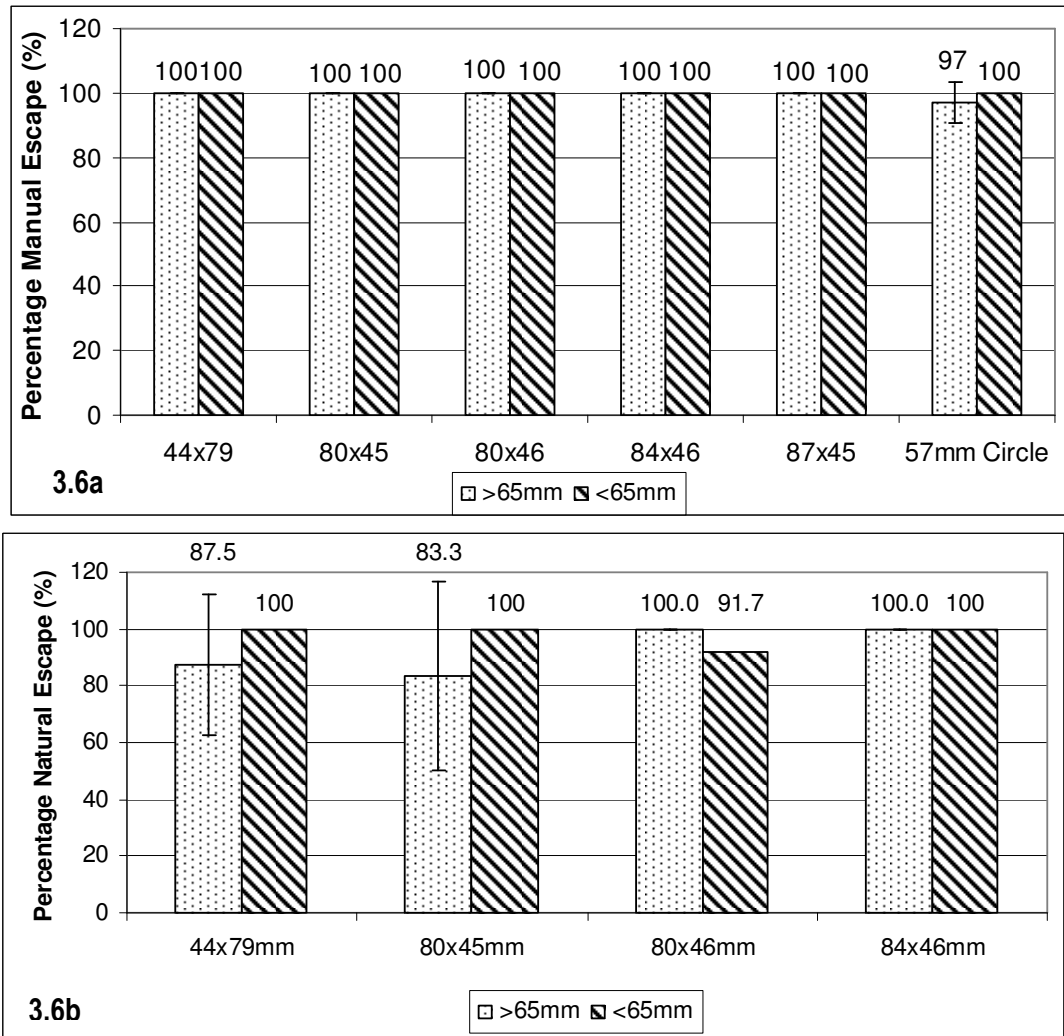 Percentage Manual Escape (%)
120
100
80
60
40
20
0
100 100 100 100 100 100 100 100 100 100 97 100
44x79 80x45 80x46 84x46 87x45 57mm Circle
3.6a
>65mm <65mm
Percentage Natural Escape (%)
87.5 83.3
120
100
80
60
40
20
0
100 100 100.0 91.7 100.0 100
44x79mm 80x45mm 80x46mm 84x46mm
3.6b
>65mm <65mm